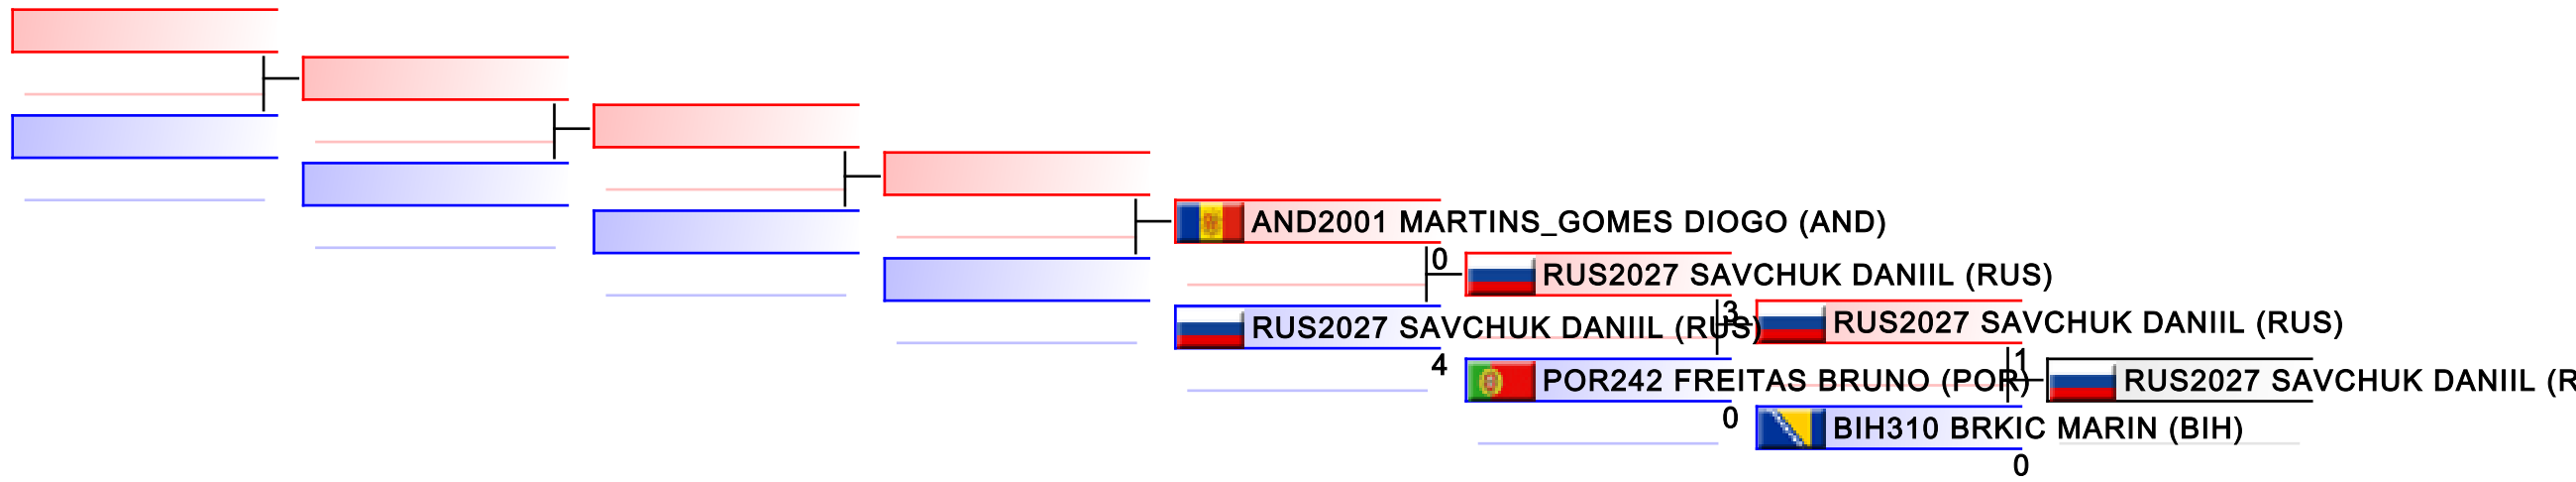 AND2001 MARTINS_GOMES DIOGO (AND)
0
RUS2027 SAVCHUK DANIIL (RUS)
RUS2027 SAVCHUK DANIIL (RUS)
4
3
RUS2027 SAVCHUK DANIIL (RUS)
POR242 FREITAS BRUNO (POR)
0
1
RUS2027 SAVCHUK DANIIL (R
BIH310 BRKIC MARIN (BIH)
0